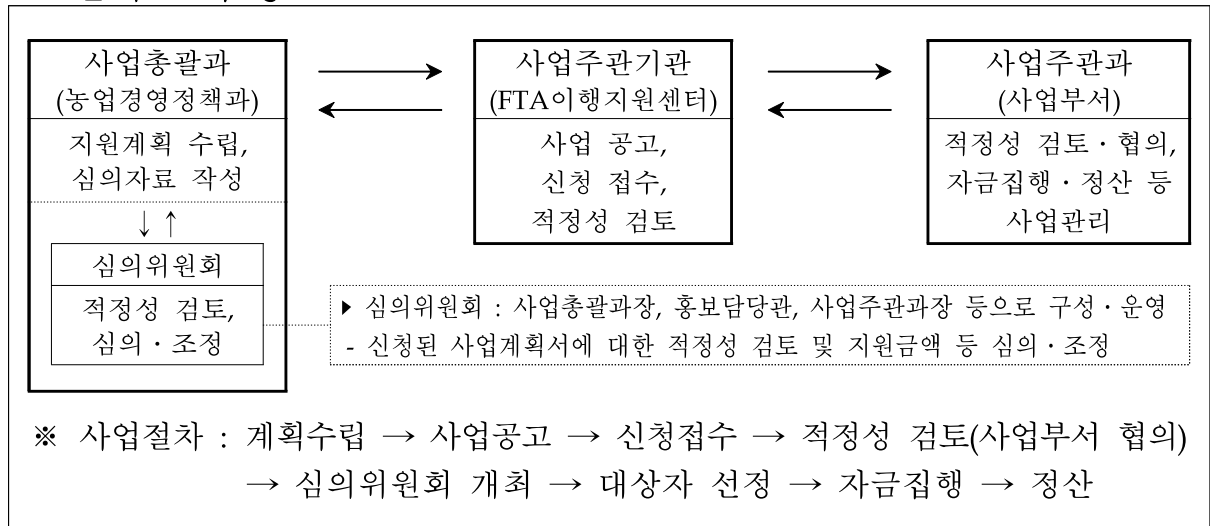 사업총괄과
(농업경영정책과)
지원계획 수립,
심의자료 작성
↓ ↑
심의위원회
적정성 검토,
심의・조정
사업주관기관
(FTA이행지원센터)
사업 공고,
신청 접수,
적정성 검토
사업주관과
(사업부서)
적정성 검토・협의,
자금집행・정산 등
사업관리
▶ 심의위원회 : 사업총괄과장, 홍보담당관, 사업주관과장 등으로 구성・운영
- 신청된 사업계획서에 대한 적정성 검토 및 지원금액 등 심의・조정
※ 사업절차 : 계획수립 → 사업공고 → 신청접수 → 적정성 검토(사업부서 협의)
→ 심의위원회 개최 → 대상자 선정 → 자금집행 → 정산